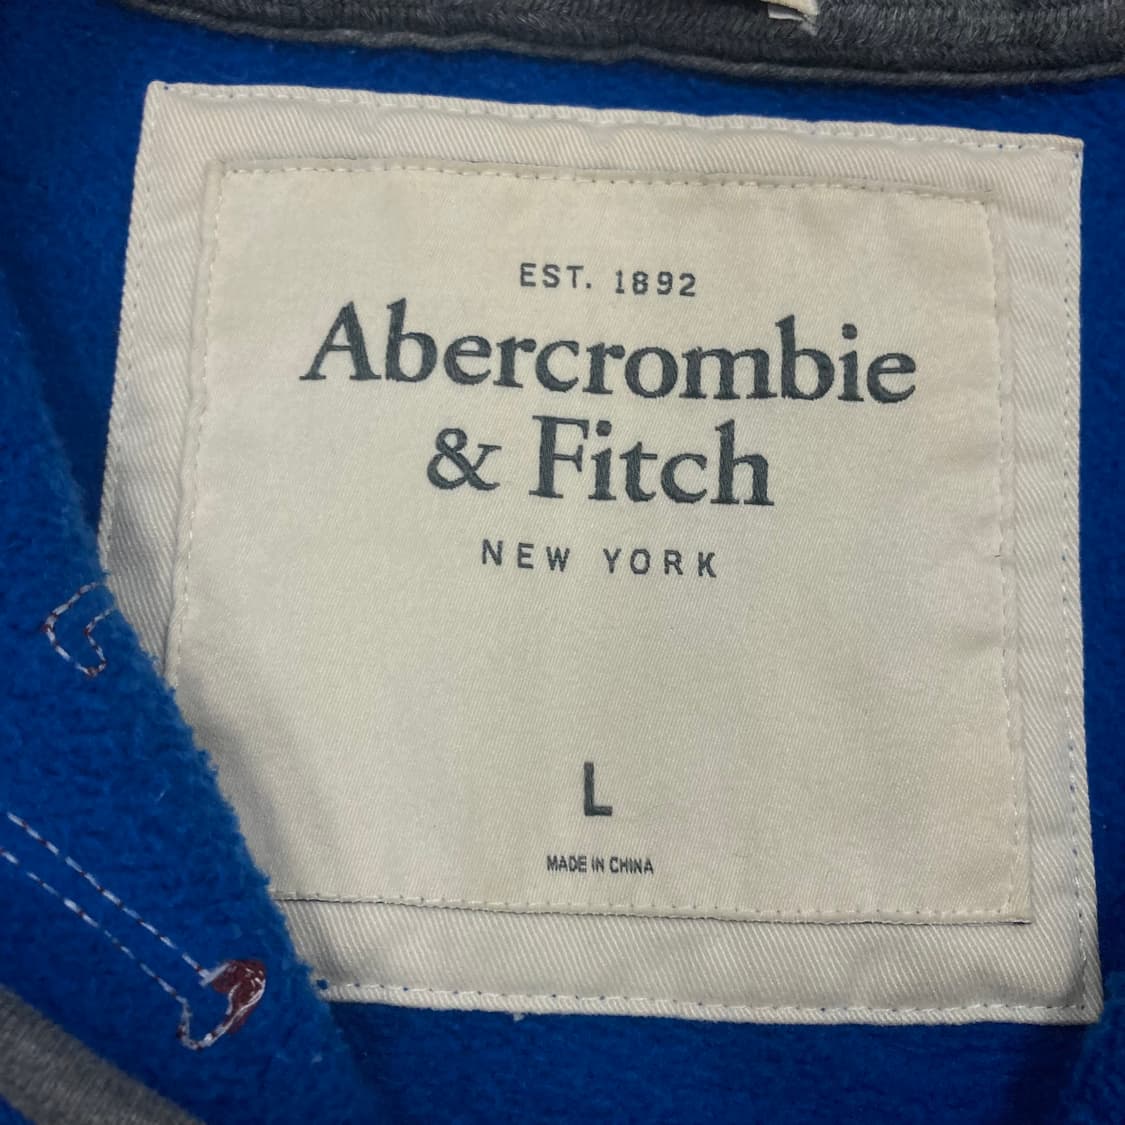 EST. 1892
Abercrombie
& Fitch
NEW YORK
L
MADE IN CHINA